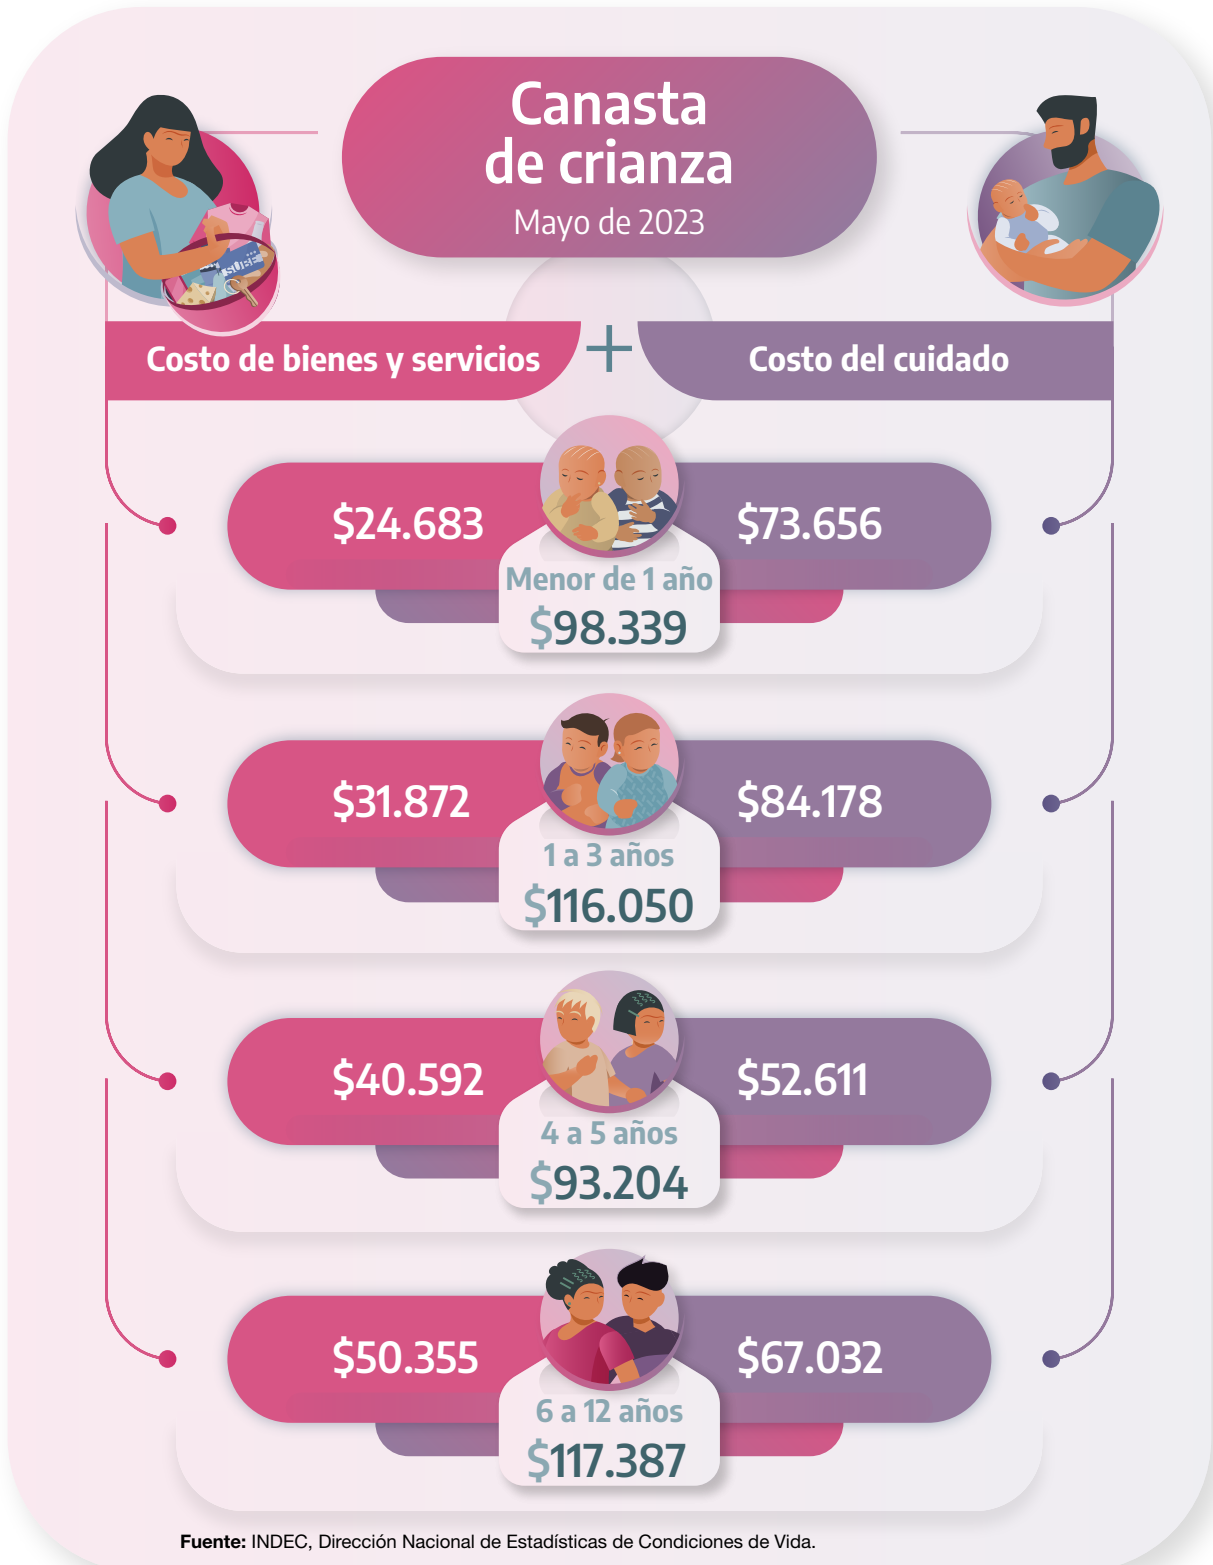 Canasta
de crianza
Mayo de 2023
SUBE
Costo de bienes y servicios
+
Costo del cuidado
$24.683
$73.656
Menor de 1 año
$98.339
$31.872
$84.178
1 a 3 años
$116.050
$40.592
$52.611
4 a 5 años
$93.204
$50.355
$67.032
6 a 12 años
$117.387
Fuente: INDEC, Dirección Nacional de Estadísticas de Condiciones de Vida.